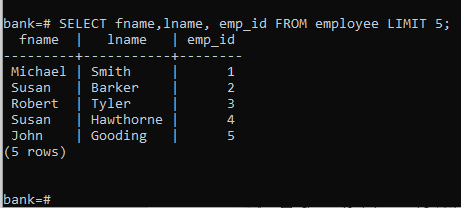 bank=# SELECT fname,lname, emp_id FROM employee LIMIT 5;
  fname  |   lname   | emp_id
---------+-----------+--------
 Michael | Smith     |      1
 Susan   | Barker    |      2
 Robert  | Tyler     |      3
 Susan   | Hawthorne |      4
 John    | Gooding   |      5
(5 rows)
bank=#